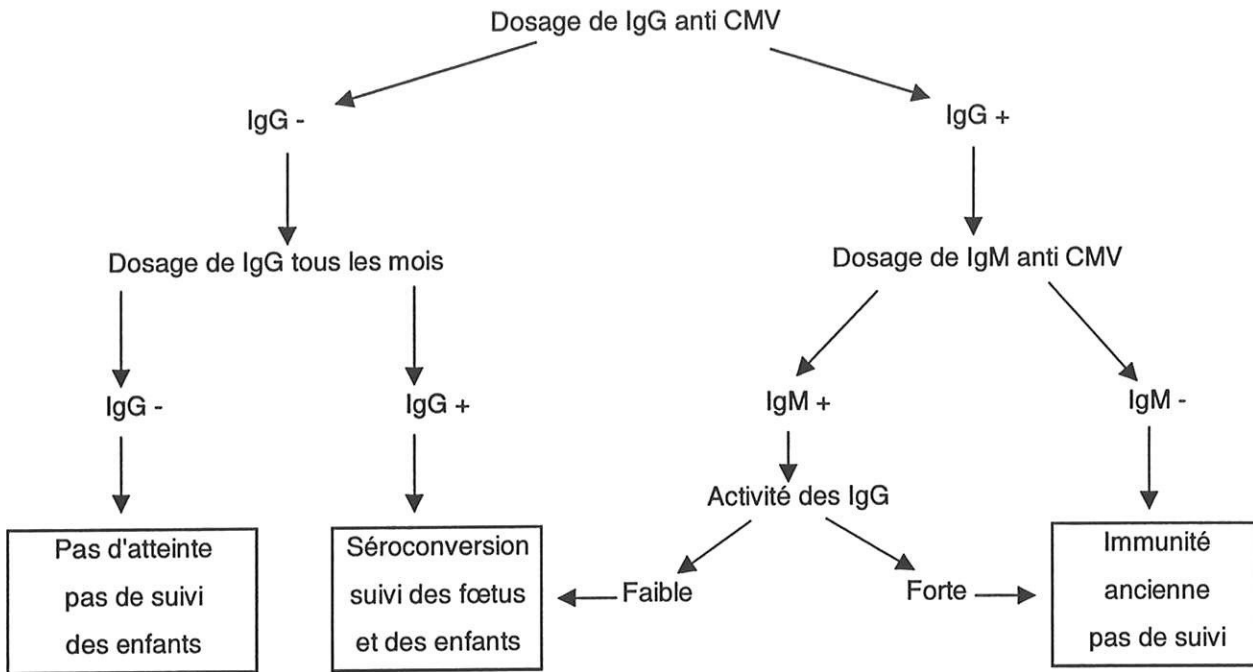 Dosage de IgG anti CMV
IgG -
IgG +
Dosage de IgG tous les mois
Dosage de IgM anti CMV
IgG -
IgG +
IgM +
IgM -
Activité des IgG
Pas d'atteinte
pas de suivi
des enfants
Séroconversion
suivi des fœtus
et des enfants
Faible
Forte
Immunité
ancienne
pas de suivi